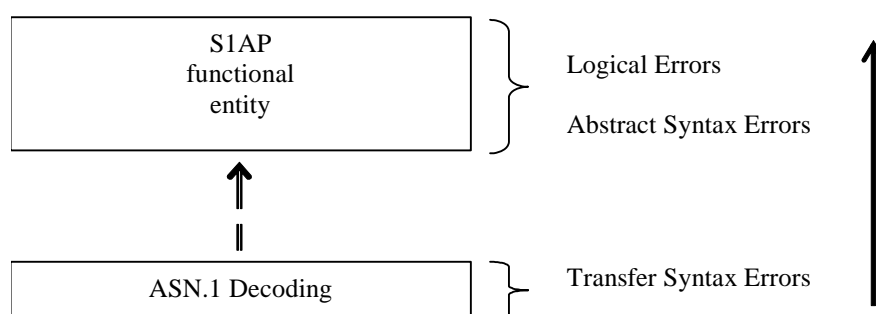 S1AP
functional
entity
Logical Errors
Abstract Syntax Errors
ASN.1 Decoding
Transfer Syntax Errors